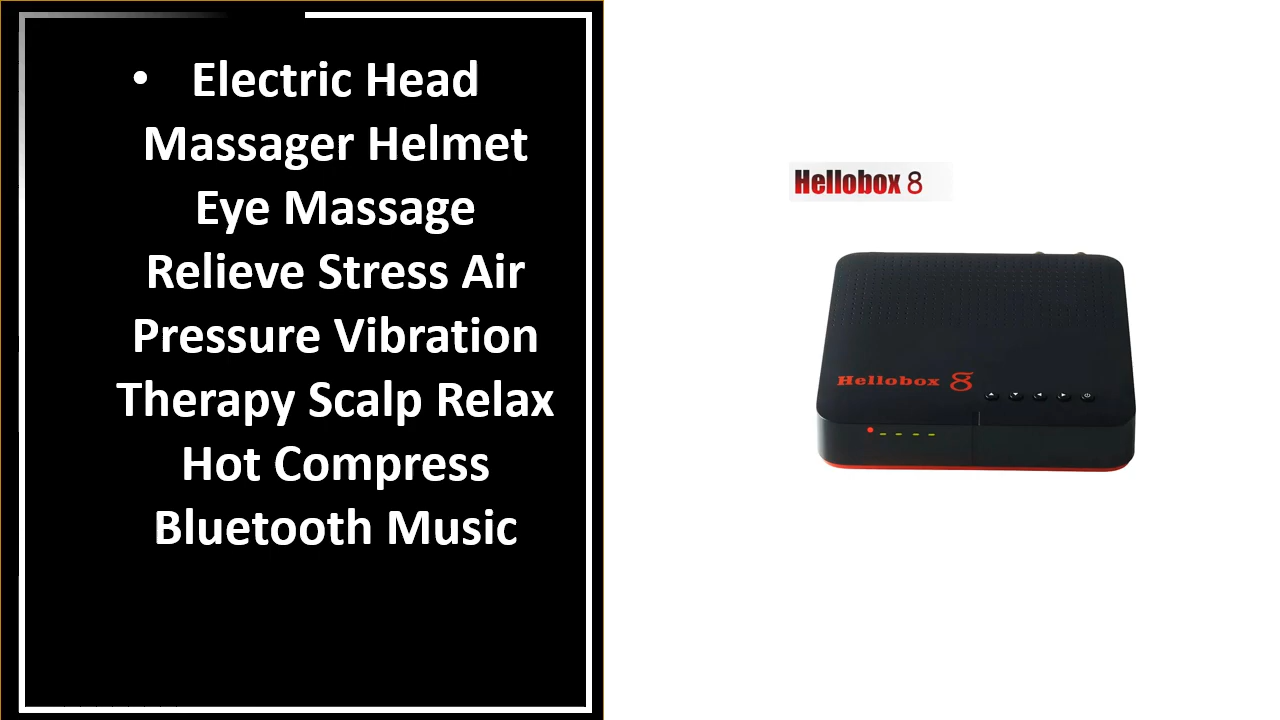 • Electric Head
Massager Helmet
Eye Massage
Relieve Stress Air
Pressure Vibration
Therapy Scalp Relax
Hot Compress
Bluetooth Music
Hellobox 8
Hellobox 8